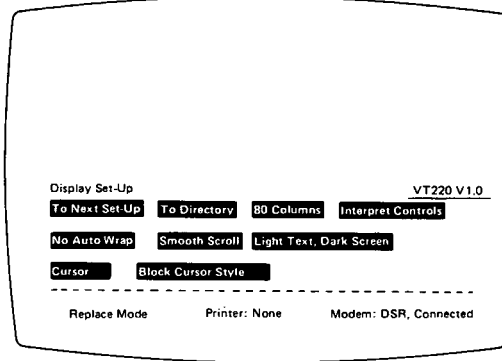 Display Set-Up VT220 V1.0
To Next Set-Up To Directory 80 Columns Interpret Controls
No Auto Wrap Smooth Scroll Light Text, Dark Screen
Cursor Block Cursor Style
Replace Mode Printer: None Modem: DSR, Connected